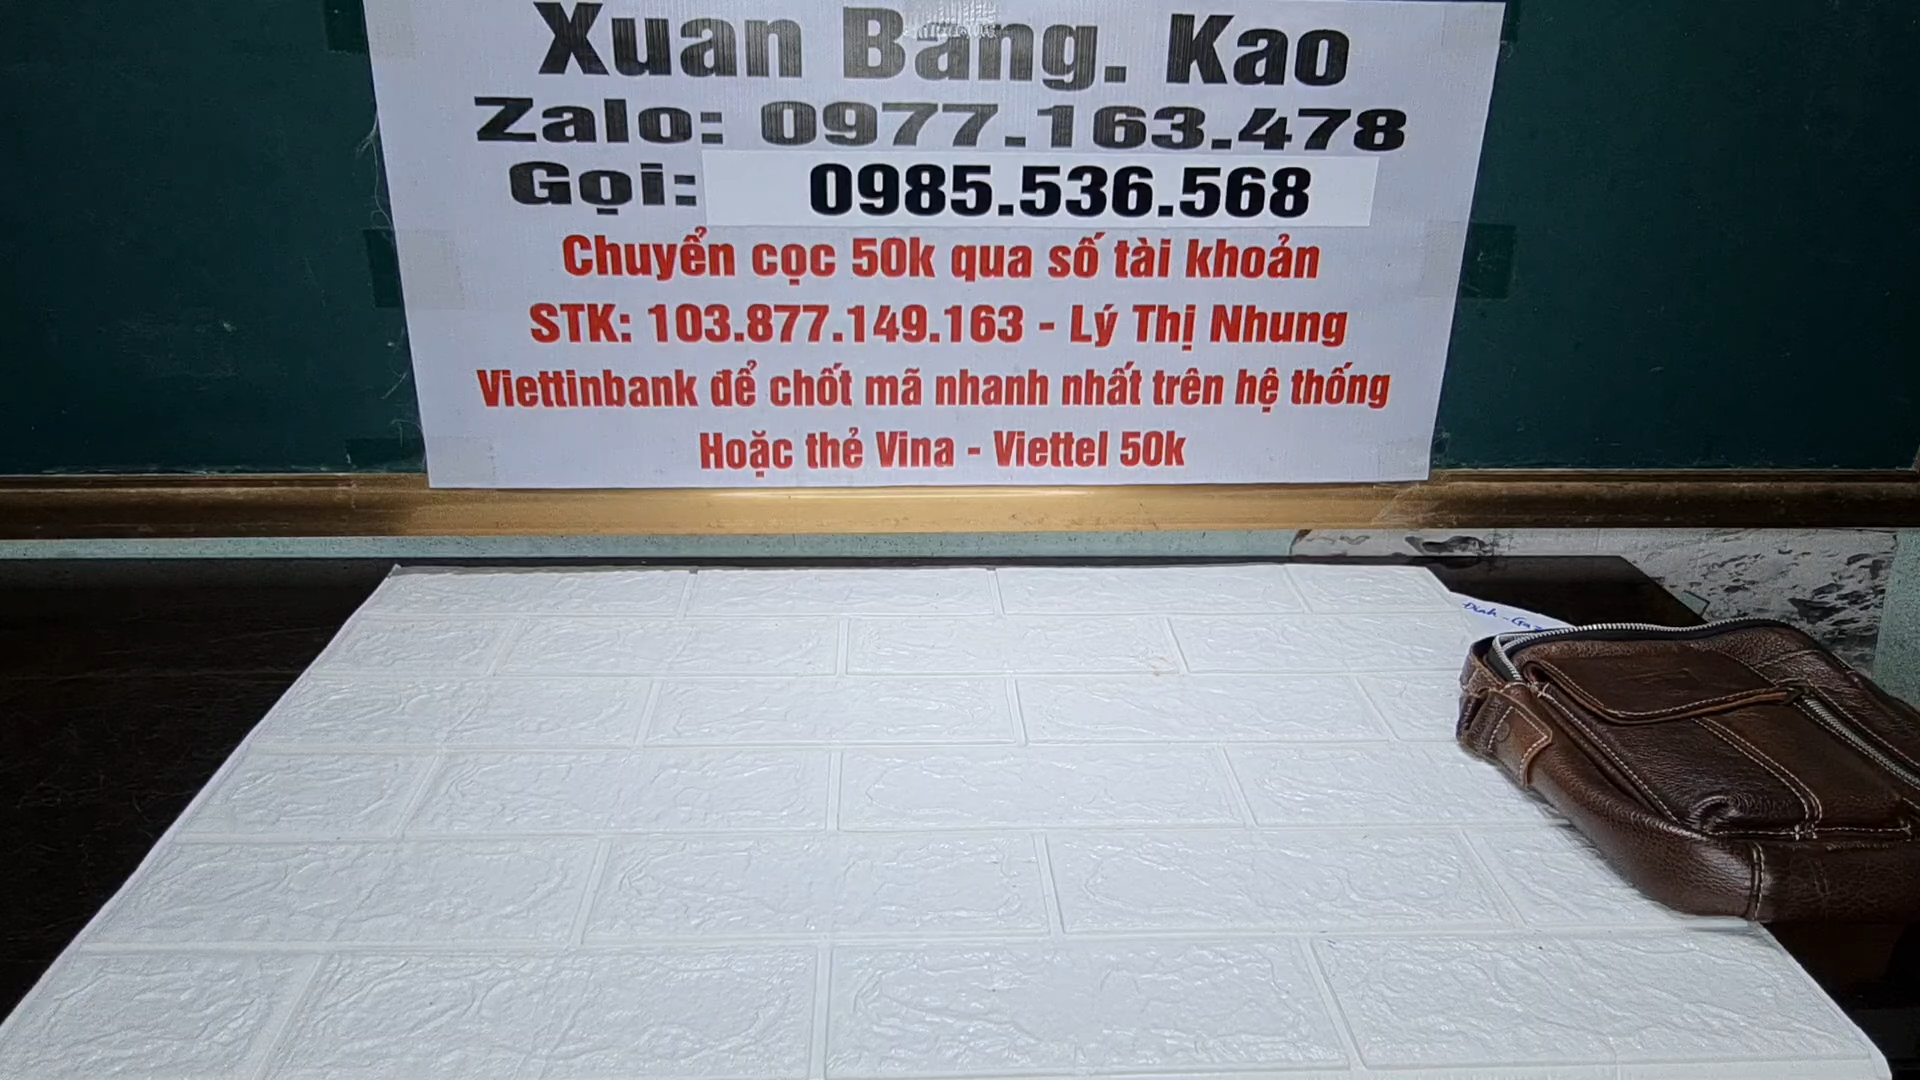 Xuan Bang. Kao
Zalo: 0977.163.478
Gọi: 0985.536.568
Chuyển cọc 50k qua số tài khoản
STK: 103.877.149.163 - Lý Thị Nhung
Viettinbank để chốt mã nhanh nhất trên hệ thống
Hoặc thẻ Vina - Viettel 50k